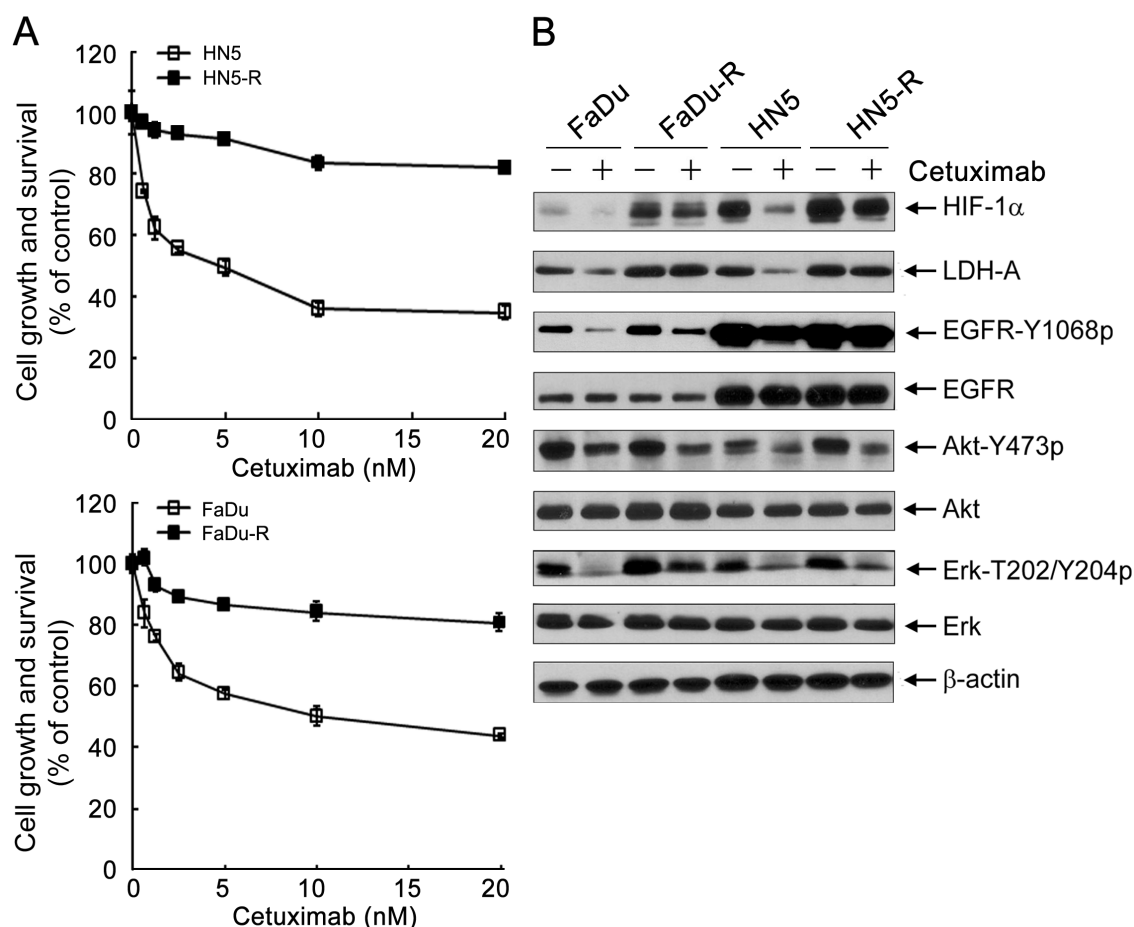 A
120
100
80
60
40
20
0
Cell growth and survival
(% of control)
HN5
HN5-R
0 5 10 15 20
Cetuximab (nM)
120
100
80
60
40
20
0
Cell growth and survival
(% of control)
FaDu
FaDu-R
0 5 10 15 20
Cetuximab (nM)
B
FaDu FaDu-R HN5 HN5-R
− + − + − + − + Cetuximab
HIF-1α
LDH-A
EGFR-Y1068p
EGFR
Akt-Y473p
Akt
Erk-T202/Y204p
Erk
β-actin